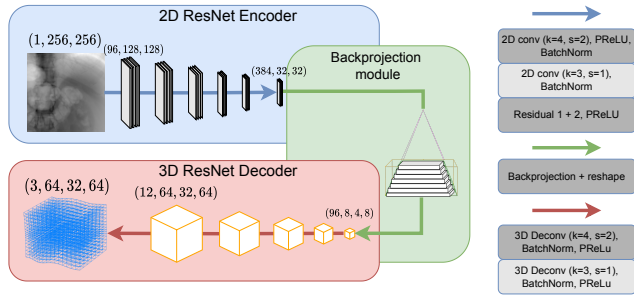 2D ResNet Encoder
(1, 256, 256)
(96, 128, 128)
(384, 32, 32)
Backprojection
module
3D ResNet Decoder
(3, 64, 32, 64)
(12, 64, 32, 64)
(96, 8, 4, 8)
2D conv (k=4, s=2), PReLU,
BatchNorm
2D conv (k=3, s=1),
BatchNorm
Residual 1 + 2, PReLU
Backprojection + reshape
3D Deconv (k=4, s=2),
BatchNorm, PReLu
3D Deconv (k=3, s=1),
BatchNorm, PReLu